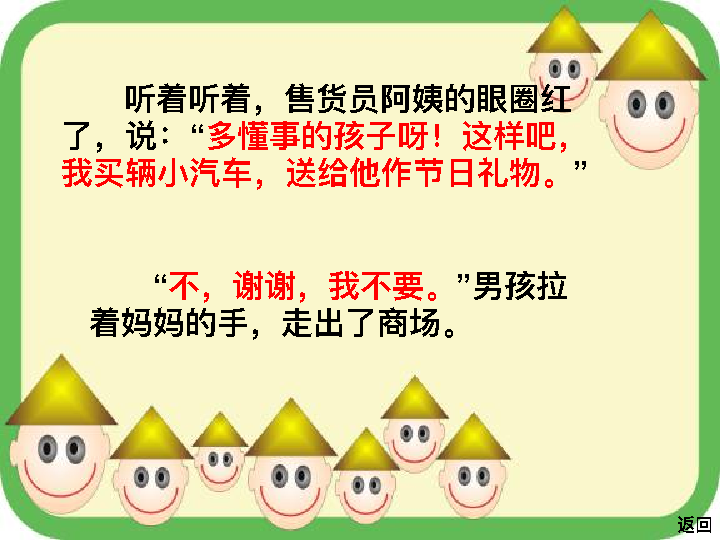 听着听着，售货员阿姨的眼圈红
了，说：“多懂事的孩子呀！这样吧，
我买辆小汽车，送给他作节日礼物。”
“不，谢谢，我不要。”男孩拉
着妈妈的手，走出了商场。
返回